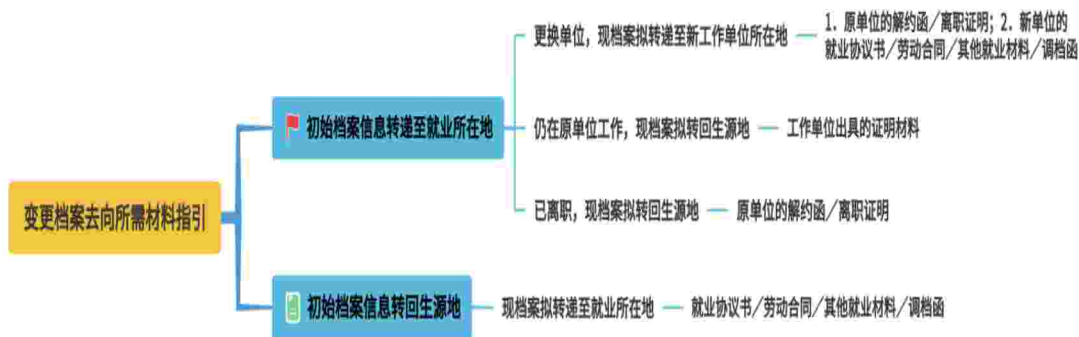 变更档案去向所需材料指引
初始档案信息转递至就业所在地
更换单位，现档案拟转递至新工作单位所在地
1. 原单位的解约函/离职证明；2. 新单位的
就业协议书/劳动合同/其他就业材料/调档函
仍在原单位工作，现档案拟转回生源地
工作单位出具的证明材料
已离职，现档案拟转回生源地
原单位的解约函/离职证明
初始档案信息转回生源地
现档案拟转递至就业所在地
就业协议书/劳动合同/其他就业材料/调档函